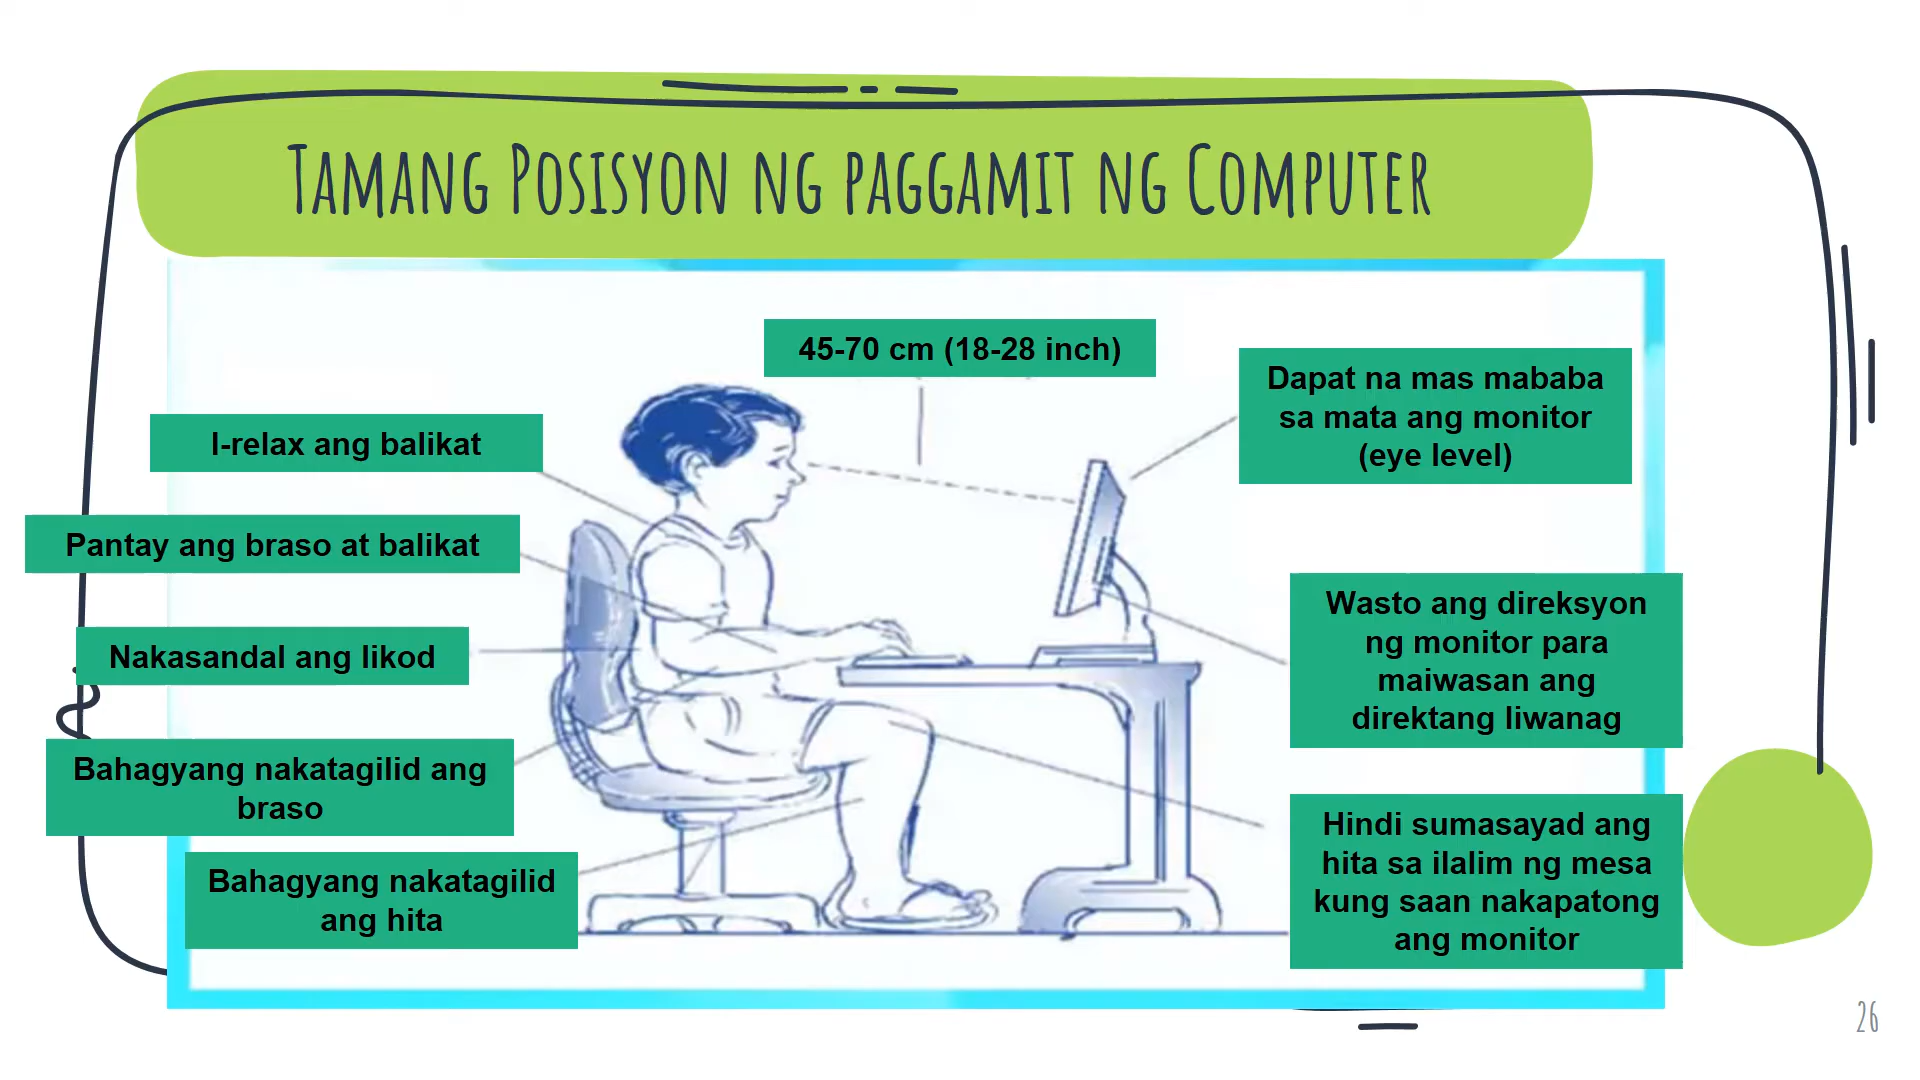 Tamang Posisyon ng paggamit ng Computer
45-70 cm (18-28 inch)
Dapat na mas mababa
sa mata ang monitor
(eye level)
I-relax ang balikat
Pantay ang braso at balikat
Nakasandal ang likod
Bahagyang nakatagilid ang
braso
Bahagyang nakatagilid
ang hita
Wasto ang direksyon
ng monitor para
maiwasan ang
direktang liwanag
Hindi sumasayad ang
hita sa ilalim ng mesa
kung saan nakapatong
ang monitor
26